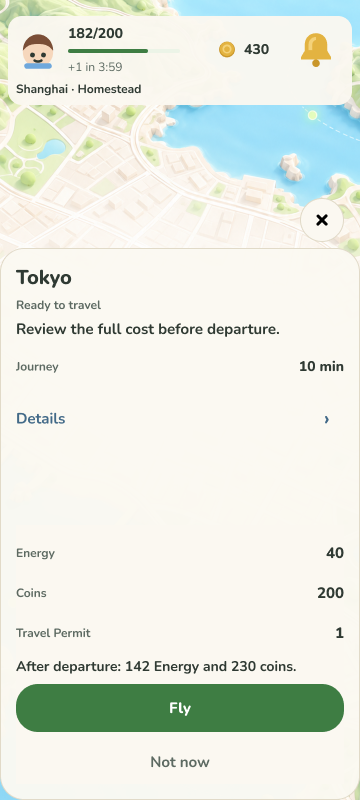 182/200
+1 in 3:59
430
Shanghai · Homestead
Tokyo
Ready to travel
Review the full cost before departure.
Journey 10 min
Details ›
Energy 40
Coins 200
Travel Permit 1
After departure: 142 Energy and 230 coins.
Fly
Not now